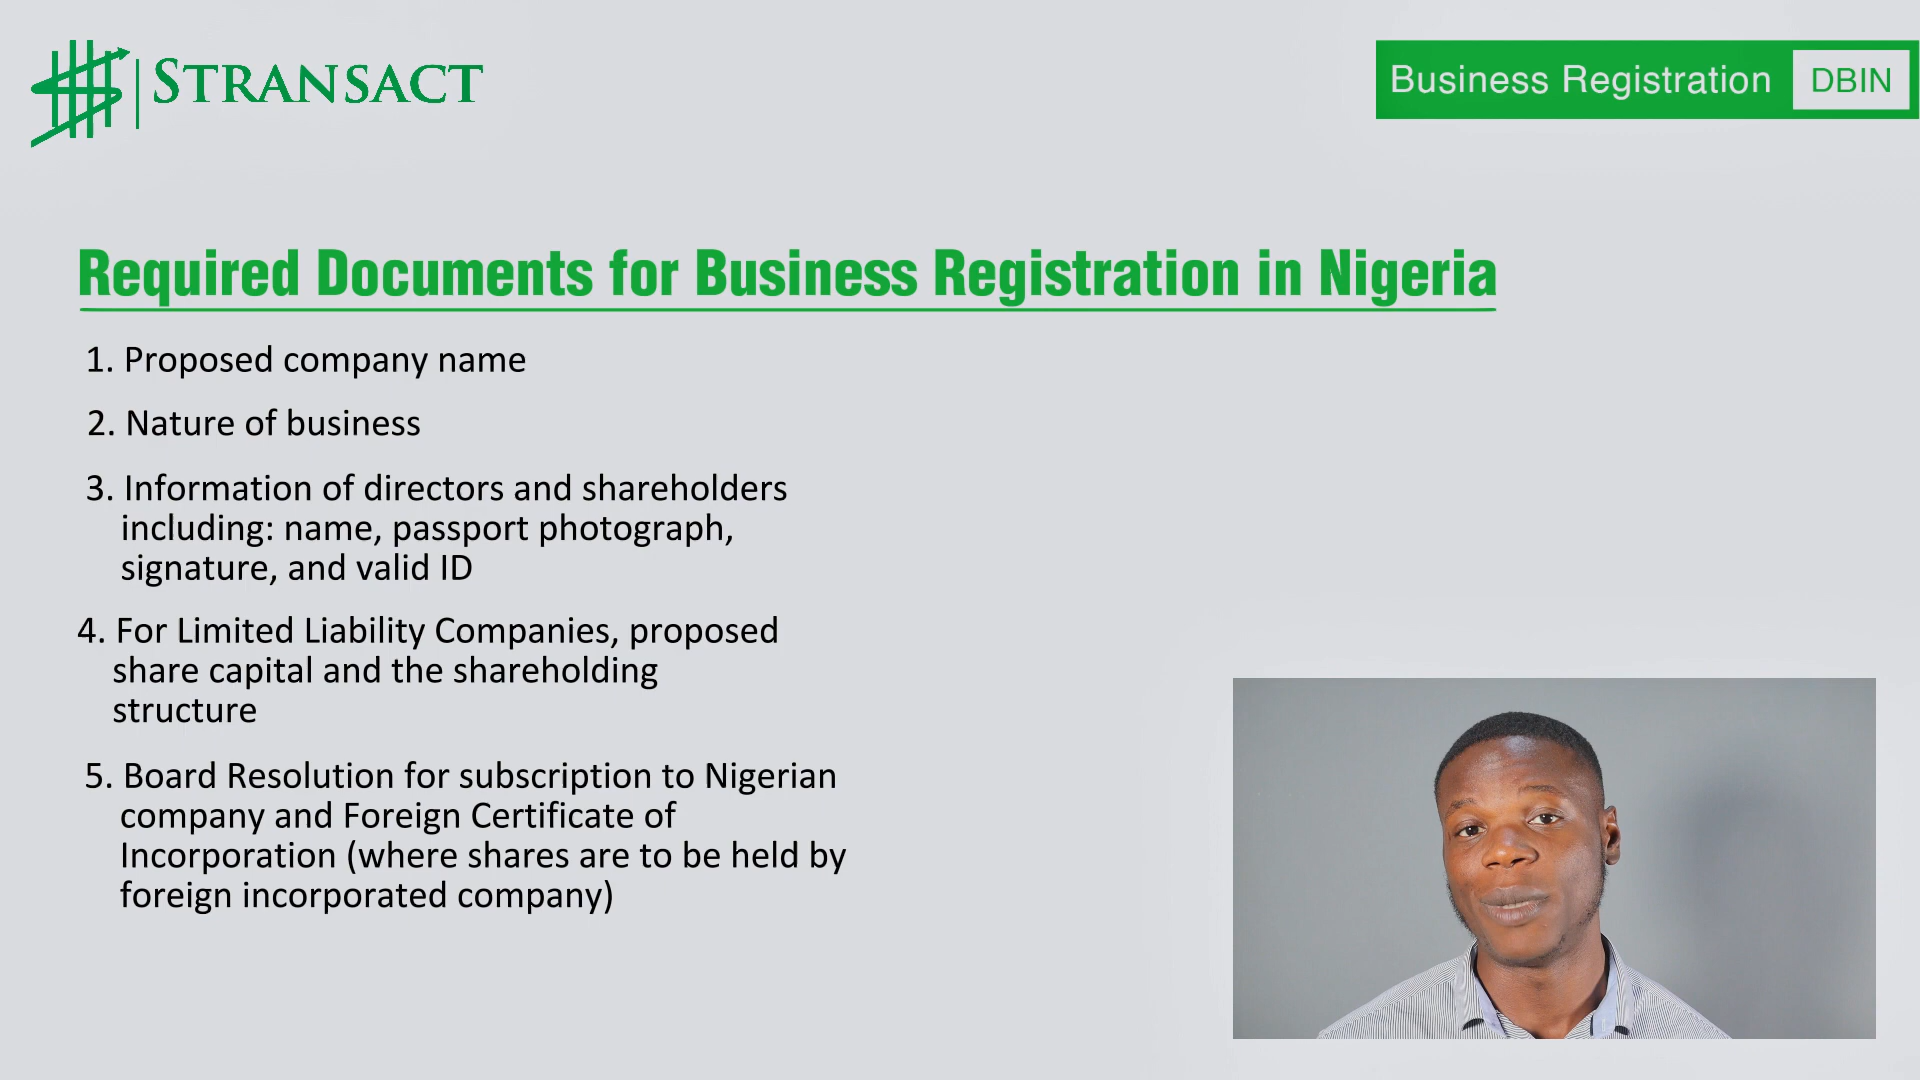 STRANSACT
Business Registration DBIN
Required Documents for Business Registration in Nigeria
1. Proposed company name
2. Nature of business
3. Information of directors and shareholders
including: name, passport photograph,
signature, and valid ID
4. For Limited Liability Companies, proposed
share capital and the shareholding
structure
5. Board Resolution for subscription to Nigerian
company and Foreign Certificate of
Incorporation (where shares are to be held by
foreign incorporated company)